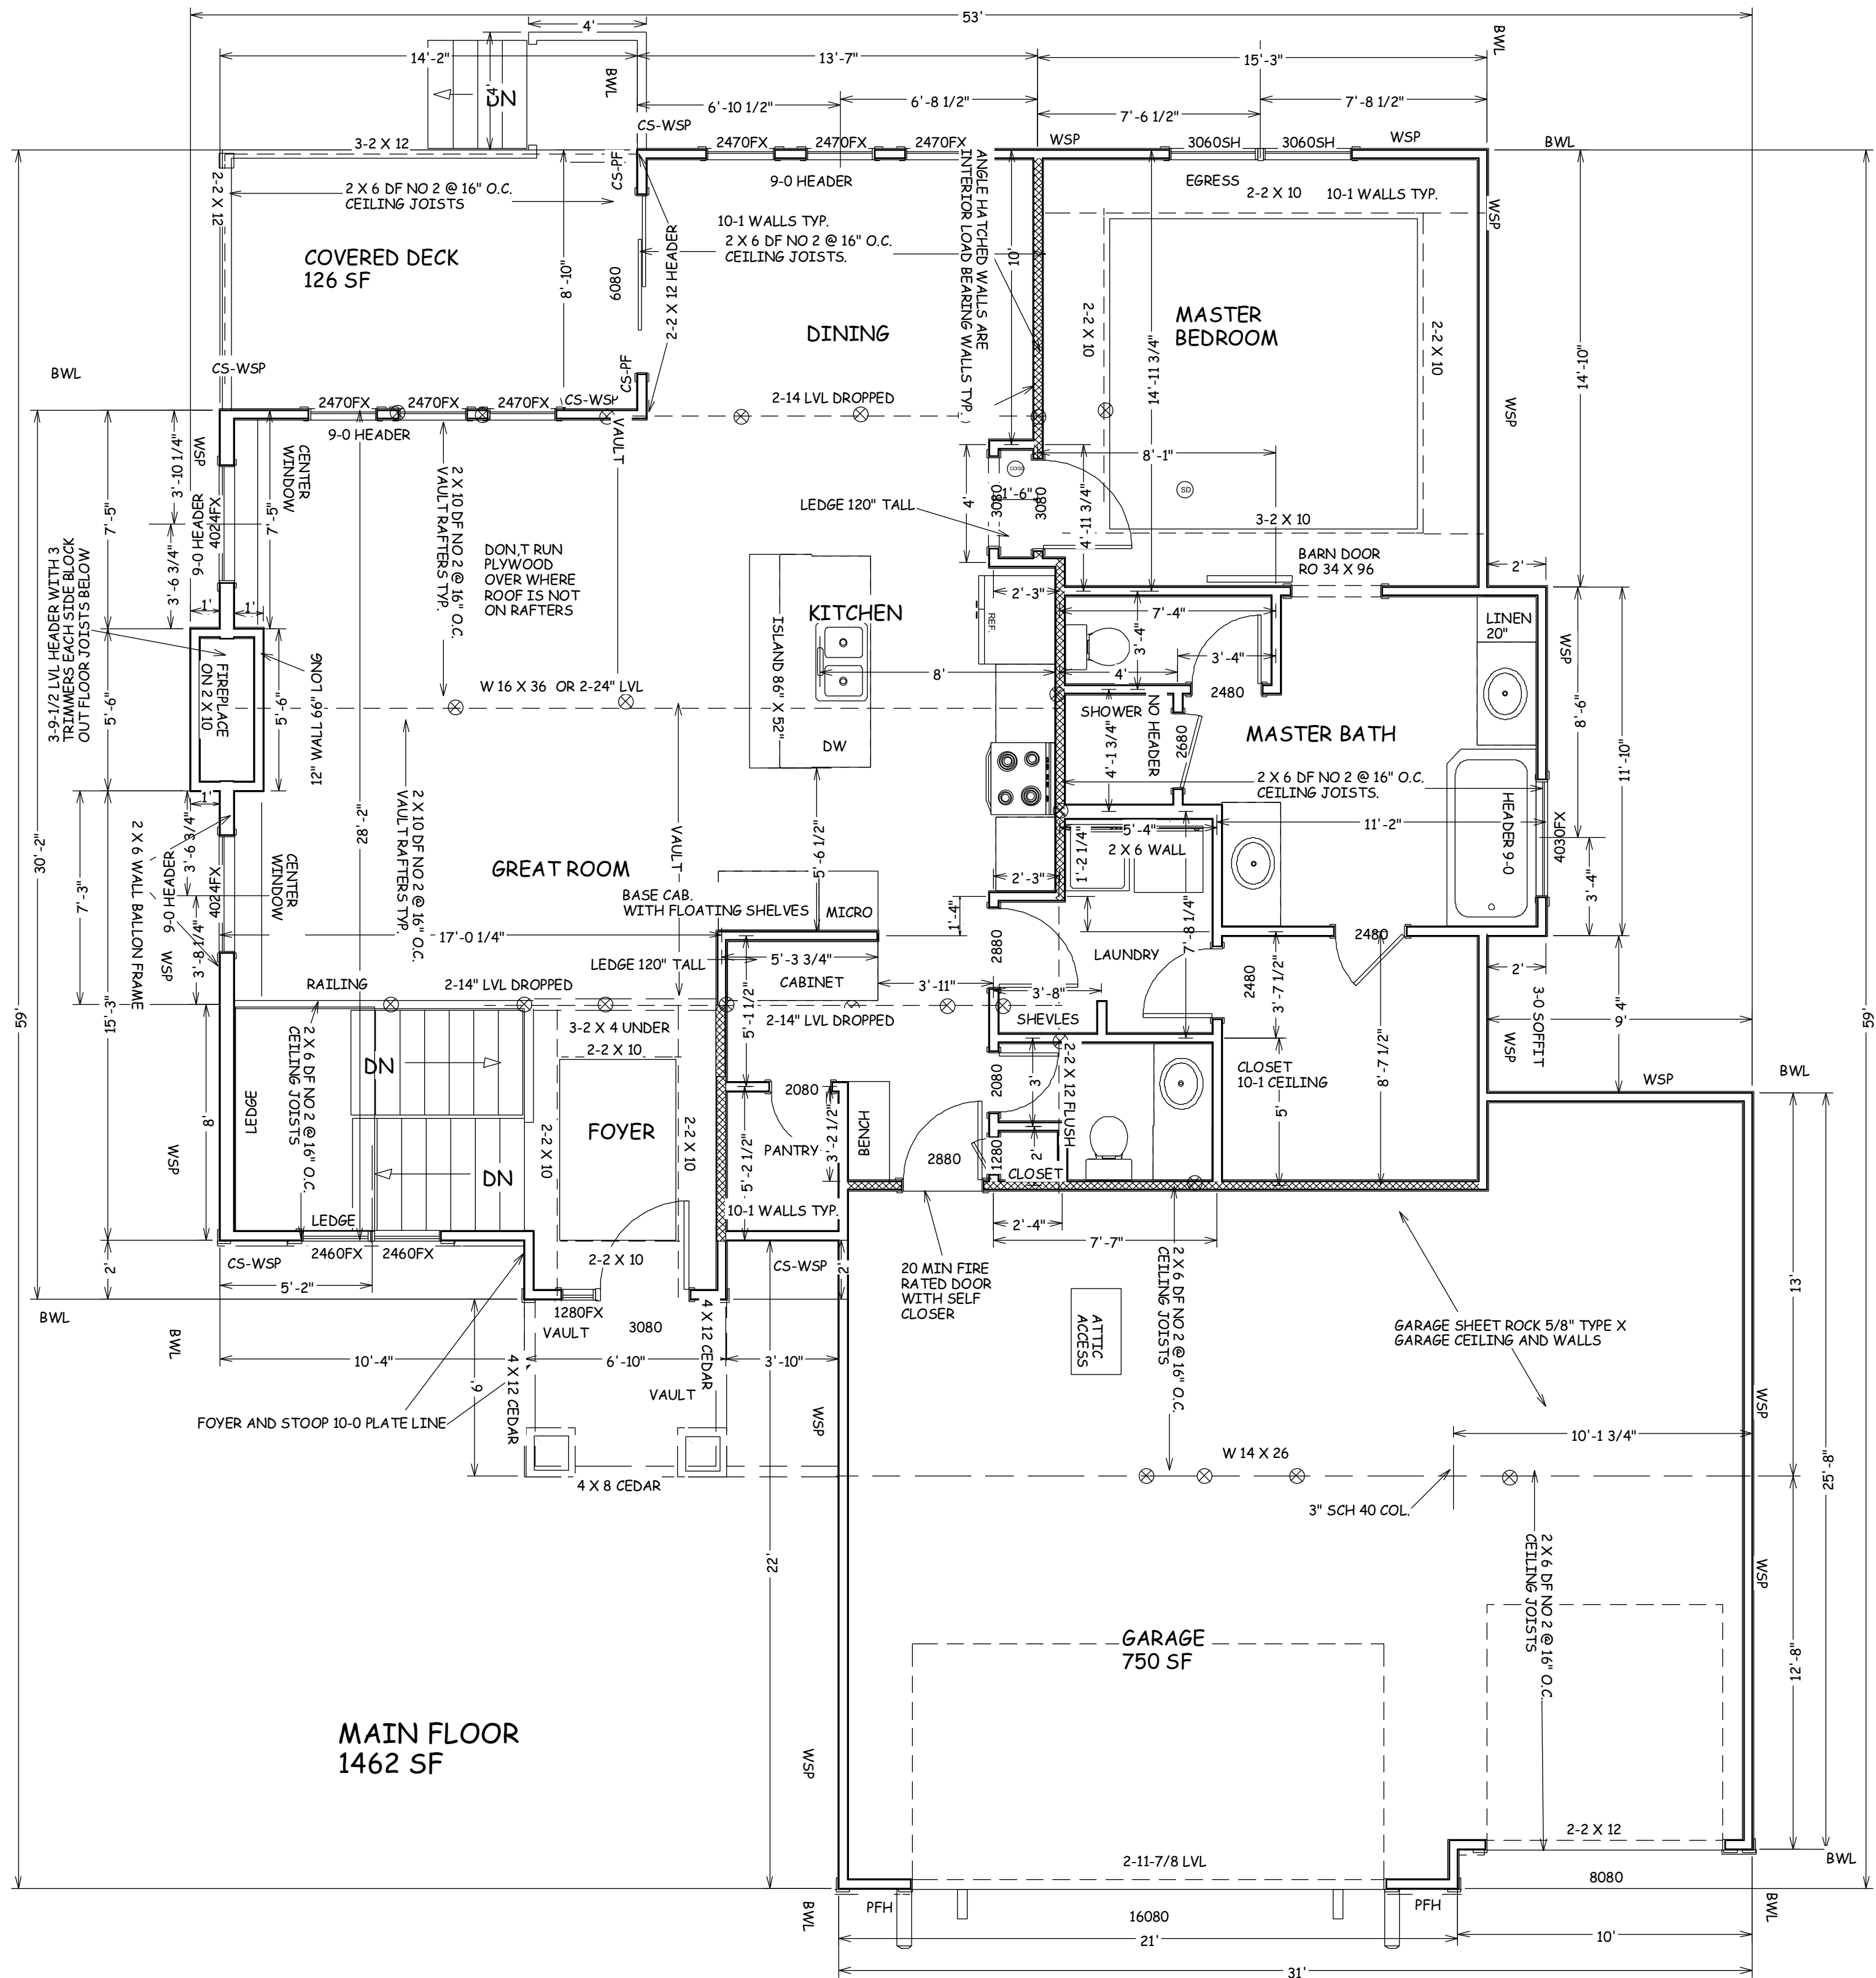 53'
4'
14'-2"
13'-7"
15'-3"
BWL
BWL
4'
DN
6'-10 1/2"
6'-8 1/2"
7'-6 1/2"
7'-8 1/2"
CS-WSP
3-2 X 12
2470FX
2470FX
2470FX
WSP
3060SH
3060SH
WSP
BWL
CS-PF
9-0 HEADER
EGRESS
2-2 X 10
10-1 WALLS TYP.
2-2 X 12
2 X 6 DF NO 2 @ 16" O.C.
CEILING JOISTS
10-1 WALLS TYP.
2 X 6 DF NO 2 @ 16" O.C.
CEILING JOISTS.
ANGLE HATCHED WALLS ARE
INTERIOR LOAD BEARING WALLS TYP.
10'
WSP
COVERED DECK
126 SF
8'-10"
6080
2-2 X 12 HEADER
DINING
MASTER
BEDROOM
2-2 X 10
2-2 X 10
14'-11 3/4"
14'-10"
BWL
CS-WSP
CS-PF
WSP
2470FX
2470FX
2470FX
CS-WSP
2-14 LVL DROPPED
9-0 HEADER
VAULT
WSP
3'-10 1/4"
CENTER
WINDOW
7'-5"
7'-5"
9-0 HEADER
4024FX
3'-6 3/4"
2 X 10 DF NO 2 @ 16" O.C.
VAULT RAFTERS TYP.
LEDGE 120" TALL
4'
3080
1'-6"
3080
CO/SD
SD
8'-1"
4'-11 3/4"
3-2 X 10
BARN DOOR
RO 34 X 96
2'
DON,T RUN
PLYWOOD
OVER WHERE
ROOF IS NOT
ON RAFTERS
KITCHEN
2'-3"
REF.
7'-4"
3'-4"
3'-4"
4'
2480
LINEN
20"
WSP
1'
1'
3-9-1/2 LVL HEADER WITH 3
TRIMMERS EACH SIDE BLOCK
OUT FLOOR JOISTS BELOW
FIREPLACE
ON 2 X 10
5'-6"
5'-6"
12" WALL 66" LONG
ISLAND 86" X 52"
8'
DW
W 16 X 36 OR 2-24" LVL
SHOWER
NO HEADER
2680
4'-1 3/4"
MASTER BATH
8'-6"
11'-10"
2 X 6 DF NO 2 @ 16" O.C.
CEILING JOISTS.
HEADER 9-0
4030FX
1'
2 X 6 WALL BALLON FRAME
9-0 HEADER
4024FX
3'-6 3/4"
CENTER
WINDOW
28'-2"
30'-2"
7'-3"
2 X 10 DF NO 2 @ 16" O.C.
VAULT RAFTERS TYP.
VAULT
GREAT ROOM
5'-6 1/2"
5'-4"
11'-2"
2 X 6 WALL
1'-2 1/4"
2'-3"
3'-4"
BASE CAB.
WITH FLOATING SHELVES
MICRO
1'-4"
WSP
3'-8 1/4"
17'-0 1/4"
LEDGE 120" TALL
5'-3 3/4"
CABINET
2880
LAUNDRY
7'-8 1/4"
2480
2480
3'-7 1/2"
2'
3-0 SOFFIT
4'
9'
RAILING
2-14" LVL DROPPED
3'-11"
3'-8"
SHEVLES
2-14" LVL DROPPED
5'-1 1/2"
3-2 X 4 UNDER
2-2 X 10
15'-3"
59'
59'
DN
2 X 6 DF NO 2 @ 16" O.C.
CEILING JOISTS
LEDGE
8'
WSP
FOYER
2-2 X 10
2-2 X 10
2080
PANTRY
3'-2 1/2"
5'-2 1/2"
BENCH
2080
3'
2-2 X 12 FLUSH
1280
2'
CLOSET
2880
CLOSET
10-1 CEILING
5'
8'-7 1/2"
WSP
WSP
BWL
DN
10-1 WALLS TYP.
LEDGE
2460FX
2460FX
CS-WSP
5'-2"
2'
2-2 X 10
CS-WSP
2'
2'-4"
7'-7"
20 MIN FIRE
RATED DOOR
WITH SELF
CLOSER
2 X 6 DF NO 2 @ 16" O.C.
CEILING JOISTS
ATTIC
ACCESS
13'
BWL
BWL
1280FX
VAULT
3080
4 X 12 CEDAR
10'-4"
6'-10"
3'-10"
4 X 12 CEDAR
6'
VAULT
FOYER AND STOOP 10-0 PLATE LINE
4 X 8 CEDAR
WSP
GARAGE SHEET ROCK 5/8" TYPE X
GARAGE CEILING AND WALLS
WSP
10'-1 3/4"
W 14 X 26
3" SCH 40 COL.
25'-8"
22'
2 X 6 DF NO 2 @ 16" O.C.
CEILING JOISTS
WSP
GARAGE
750 SF
12'-8"
MAIN FLOOR
1462 SF
WSP
2-2 X 12
2-11-7/8 LVL
BWL
8080
BWL
PFH
16080
PFH
BWL
21'
10'
31'